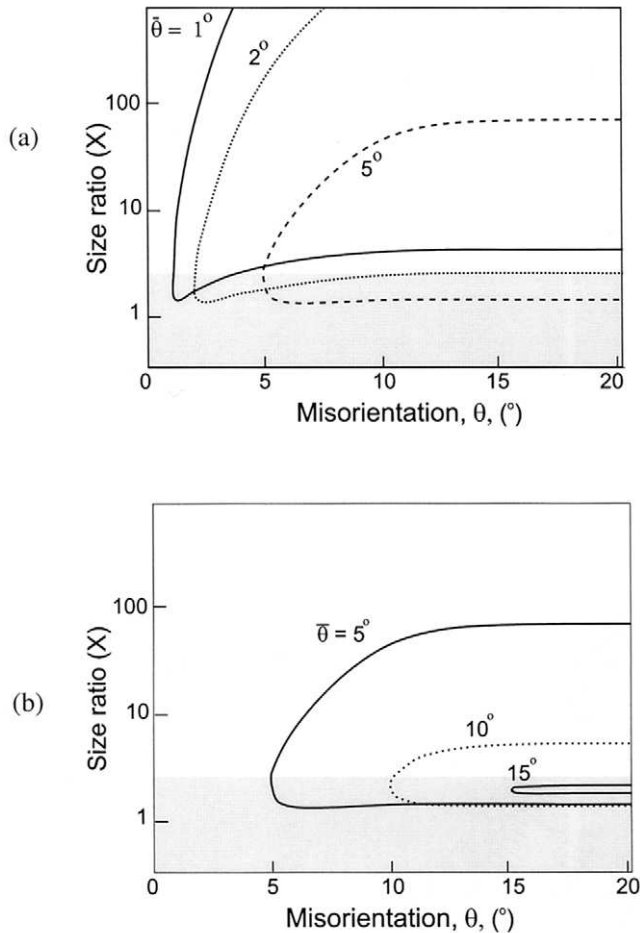 (a)
Size ratio (X)
100
10
1
θ̄ = 1°
2°
5°
0
5
10
15
20
Misorientation, θ, (°)
(b)
Size ratio (X)
100
10
1
θ̄ = 5°
10°
15°
0
5
10
15
20
Misorientation, θ, (°)